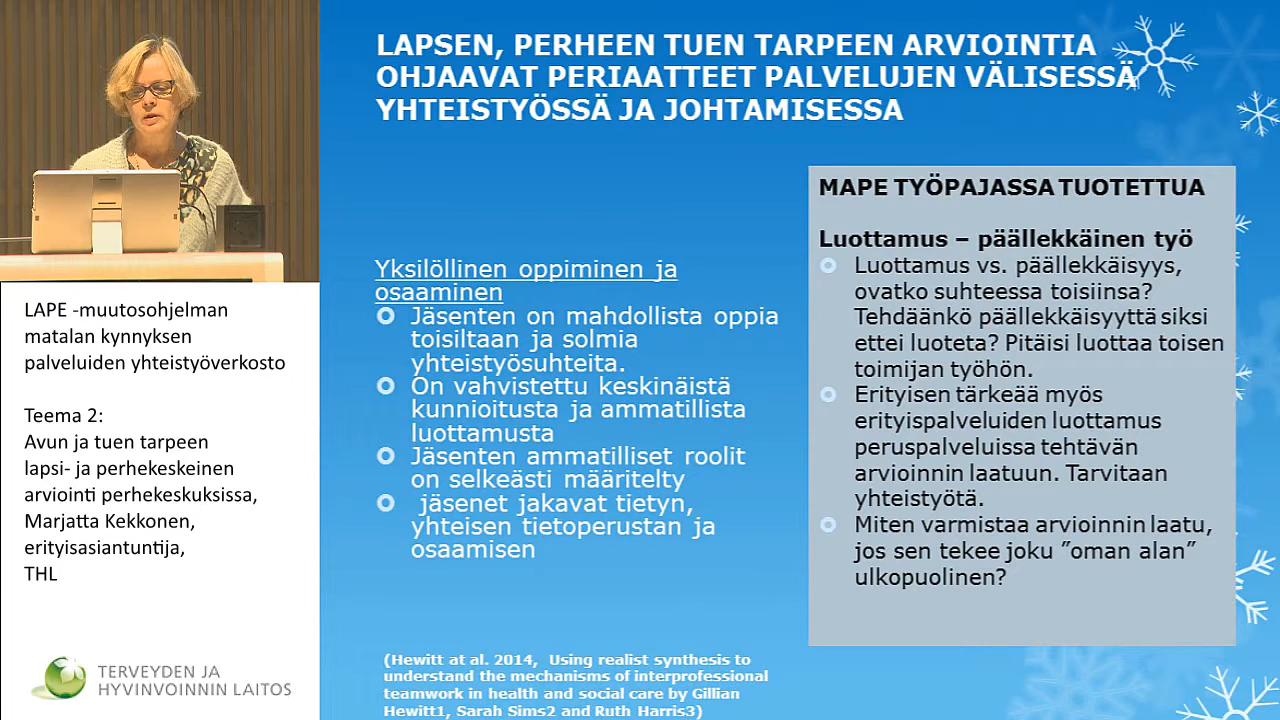 LAPSEN, PERHEEN TUEN TARPEEN ARVIOINTIA
OHJAAVAT PERIAATTEET PALVELUJEN VÄLISESSÄ
YHTEISTYÖSSÄ JA JOHTAMISESSA
Yksilöllinen oppiminen ja
osaaminen
Jäsenten on mahdollista oppia
toisiltaan ja solmia
yhteistyösuhteita.
On vahvistettu keskinäistä
kunnioitusta ja ammatillista
luottamusta
Jäsenten ammatilliset roolit
on selkeästi määritelty
jäsenet jakavat tietyn,
yhteisen tietoperustan ja
osaamisen
(Hewitt at al. 2014, Using realist synthesis to
understand the mechanisms of interprofessional
teamwork in health and social care by Gillian
Hewitt1, Sarah Sims2 and Ruth Harris3)
MAPE TYÖPAJASSA TUOTETTUA
Luottamus – päällekkäinen työ
Luottamus vs. päällekkäisyys,
ovatko suhteessa toisiinsa?
Tehdäänkö päällekkäisyyttä siksi
ettei luoteta? Pitäisi luottaa toisen
toimijan työhön.
Erityisen tärkeää myös
erityispalveluiden luottamus
peruspalveluissa tehtävän
arvioinnin laatuun. Tarvitaan
yhteistyötä.
Miten varmistaa arvioinnin laatu,
jos sen tekee joku ”oman alan”
ulkopuolinen?
LAPE -muutosohjelman
matalan kynnyksen
palveluiden yhteistyöverkosto
Teema 2:
Avun ja tuen tarpeen
lapsi- ja perhekeskeinen
arviointi perhekeskuksissa,
Marjatta Kekkonen,
erityisasiantuntija,
THL
TERVEYDEN JA
HYVINVOINNIN LAITOS